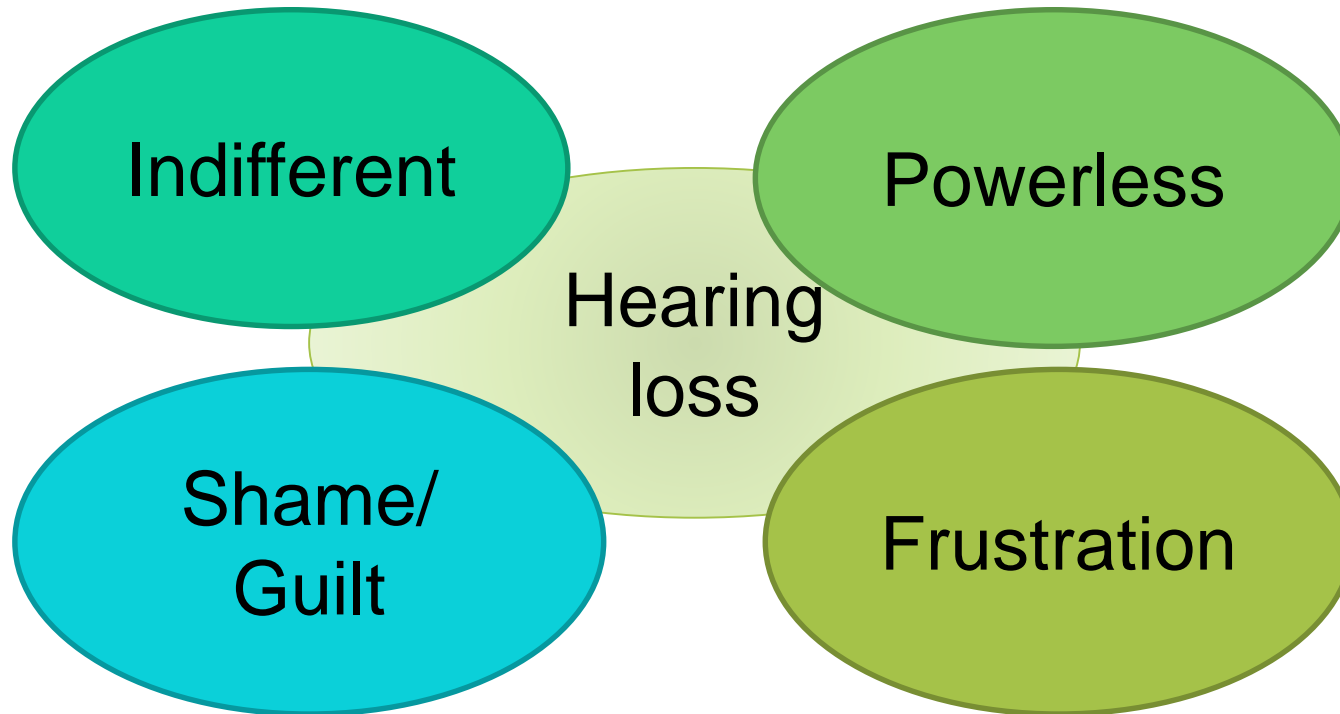 Indifferent
Powerless
Hearing
loss
Shame/
Guilt
Frustration